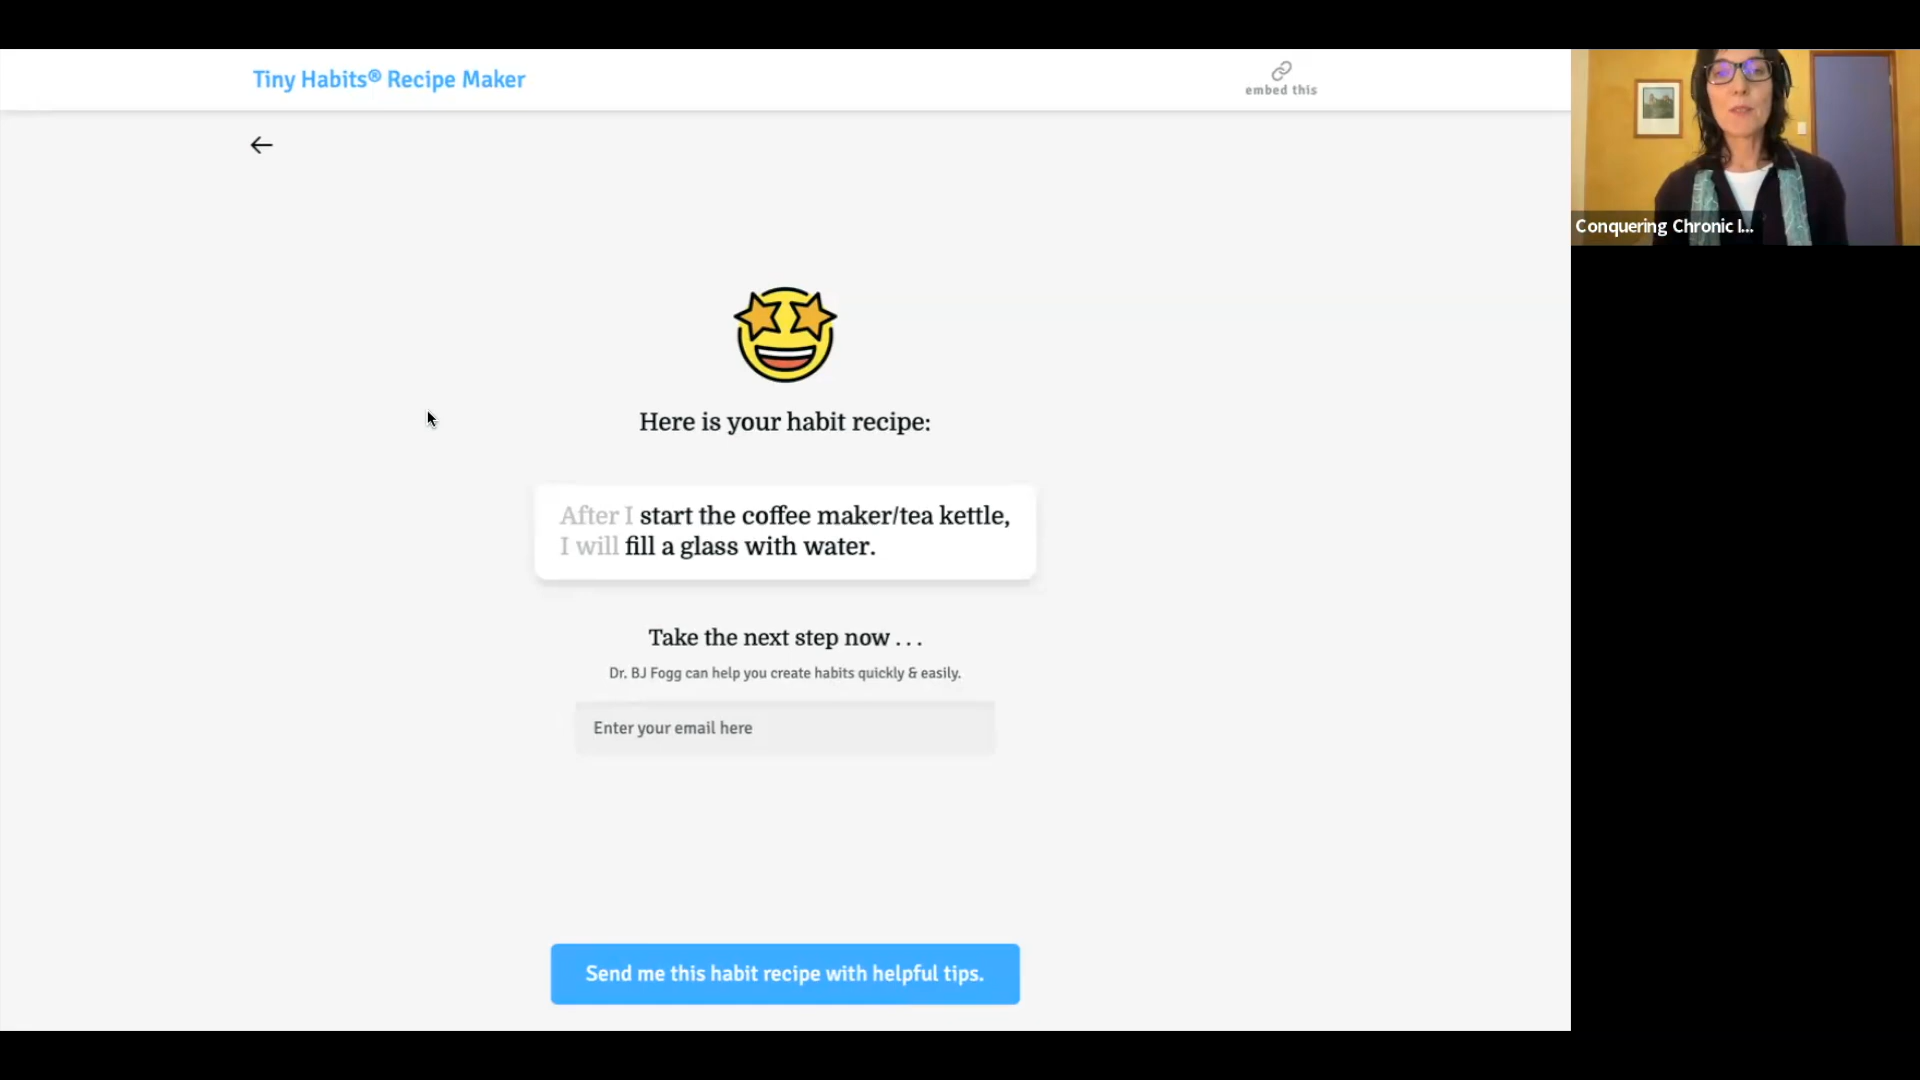 Tiny Habits® Recipe Maker
embed this
Conquering Chronic I...
Here is your habit recipe:
After I start the coffee maker/tea kettle,
I will fill a glass with water.
Take the next step now . . .
Dr. BJ Fogg can help you create habits quickly & easily.
Enter your email here
Send me this habit recipe with helpful tips.